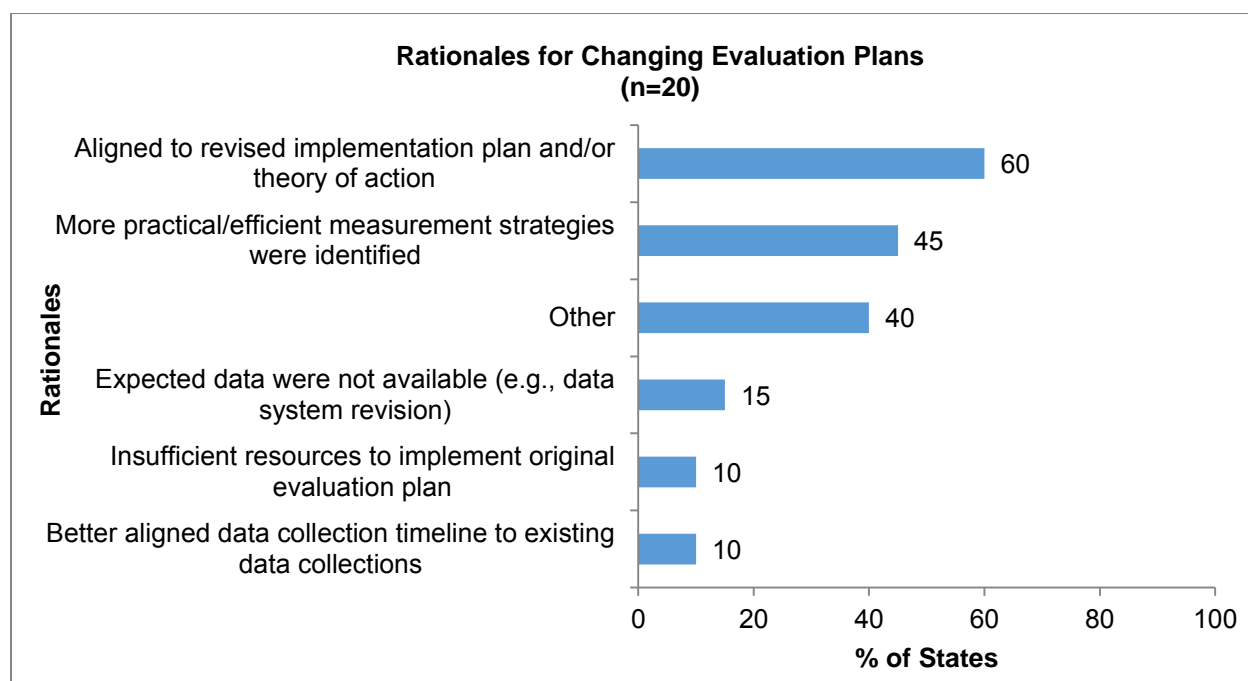 Rationales for Changing Evaluation Plans
(n=20)
Rationales
Aligned to revised implementation plan and/or
theory of action
60
More practical/efficient measurement strategies
were identified
45
Other
40
Expected data were not available (e.g., data
system revision)
15
Insufficient resources to implement original
evaluation plan
10
Better aligned data collection timeline to existing
data collections
10
0 20 40 60 80 100
% of States